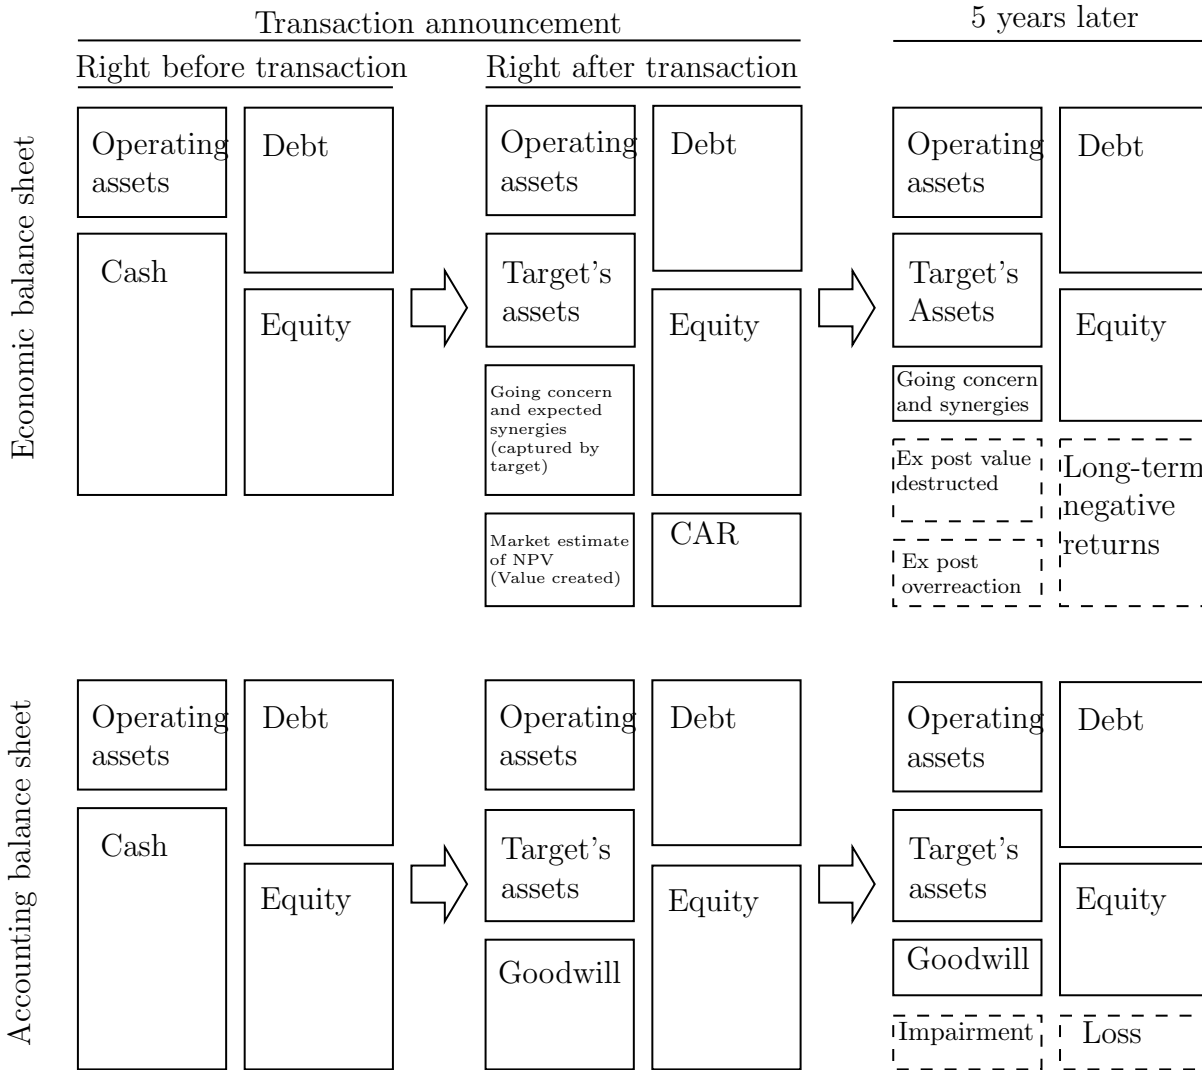 Transaction announcement
5 years later
Right before transaction
Right after transaction
Economic balance sheet
Operating
assets
Debt
Cash
Equity
Operating
assets
Debt
Target's
assets
Equity
Going concern
and expected
synergies
(captured by
target)
Market estimate
of NPV
(Value created)
CAR
Operating
assets
Debt
Target's
Assets
Equity
Going concern
and synergies
Ex post value
destructed
Ex post
overreaction
Long-term
negative
returns
Accounting balance sheet
Operating
assets
Debt
Cash
Equity
Operating
assets
Debt
Target's
assets
Equity
Goodwill
Operating
assets
Debt
Target's
assets
Equity
Goodwill
Impairment
Loss